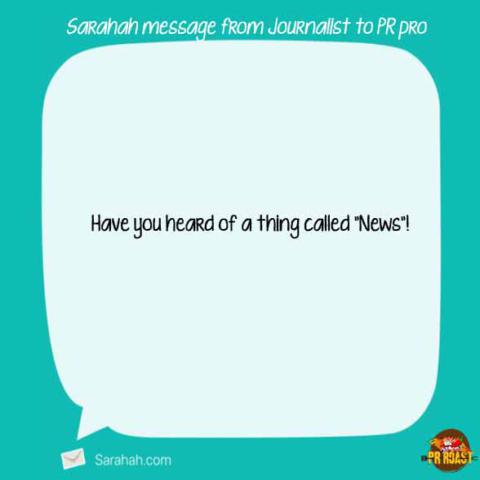 Sarahah message from Journalist to PR pro
Have you heard of a thing called "News"!
Sarahah.com
PR ROAST